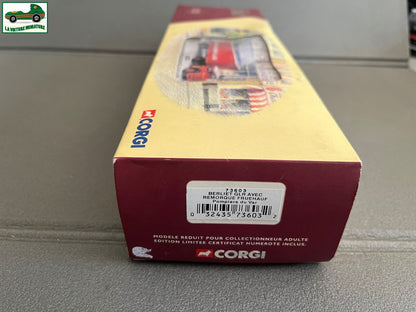 LA VOITURE MINIATURE
CORGI
73603
BERLIET GLR AVEC
REMORQUE FRUEHAUF
Pompiers du Var
0 32435 73603 2
MODELE REDUIT POUR COLLECTIONNEUR ADULTE
EDITION LIMITEE CERTIFICAT NUMEROTE INCLUS.
CORGI